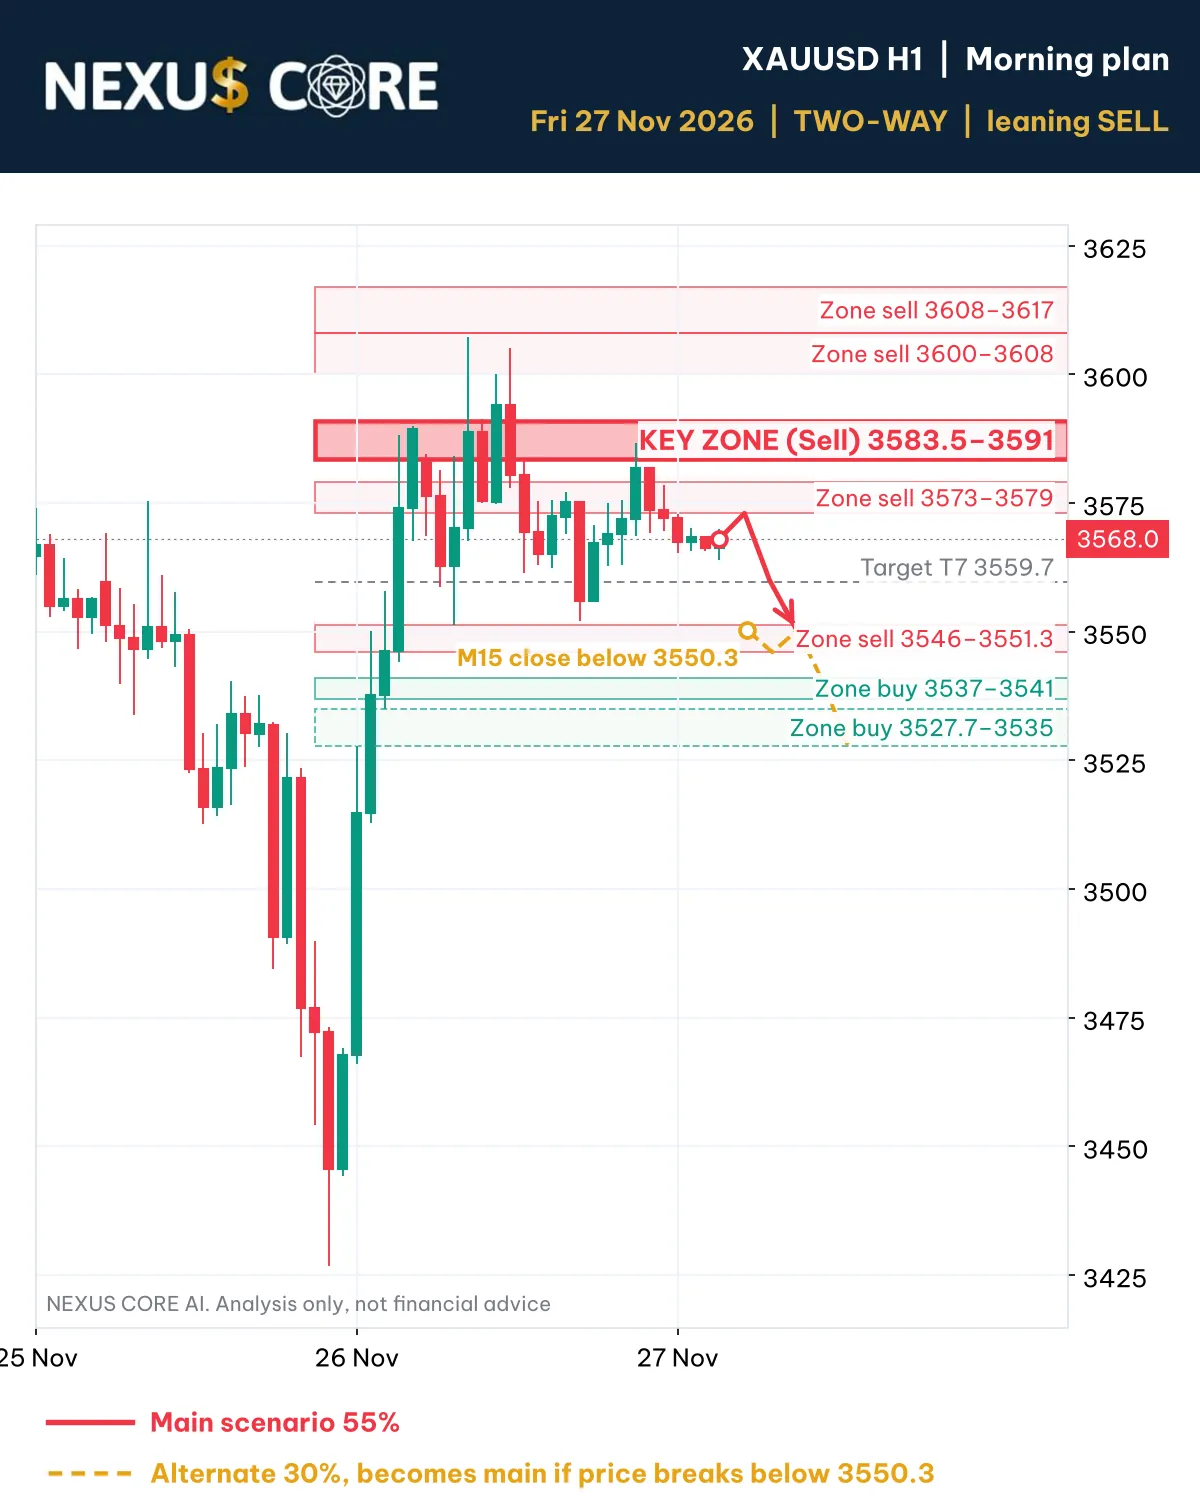 NEXU$ CORE
XAUUSD H1 | Morning plan
Fri 27 Nov 2026 | TWO-WAY | leaning SELL
3625
Zone sell 3608–3617
Zone sell 3600–3608
3600
KEY ZONE (Sell) 3583.5–3591
Zone sell 3573–3579
3575
3568.0
Target T7 3559.7
3550
Zone sell 3546–3551.3
M15 close below 3550.3
Zone buy 3537–3541
Zone buy 3527.7–3535
3525
3500
3475
3450
3425
NEXUS CORE AI. Analysis only, not financial advice
25 Nov
26 Nov
27 Nov
Main scenario 55%
Alternate 30%, becomes main if price breaks below 3550.3